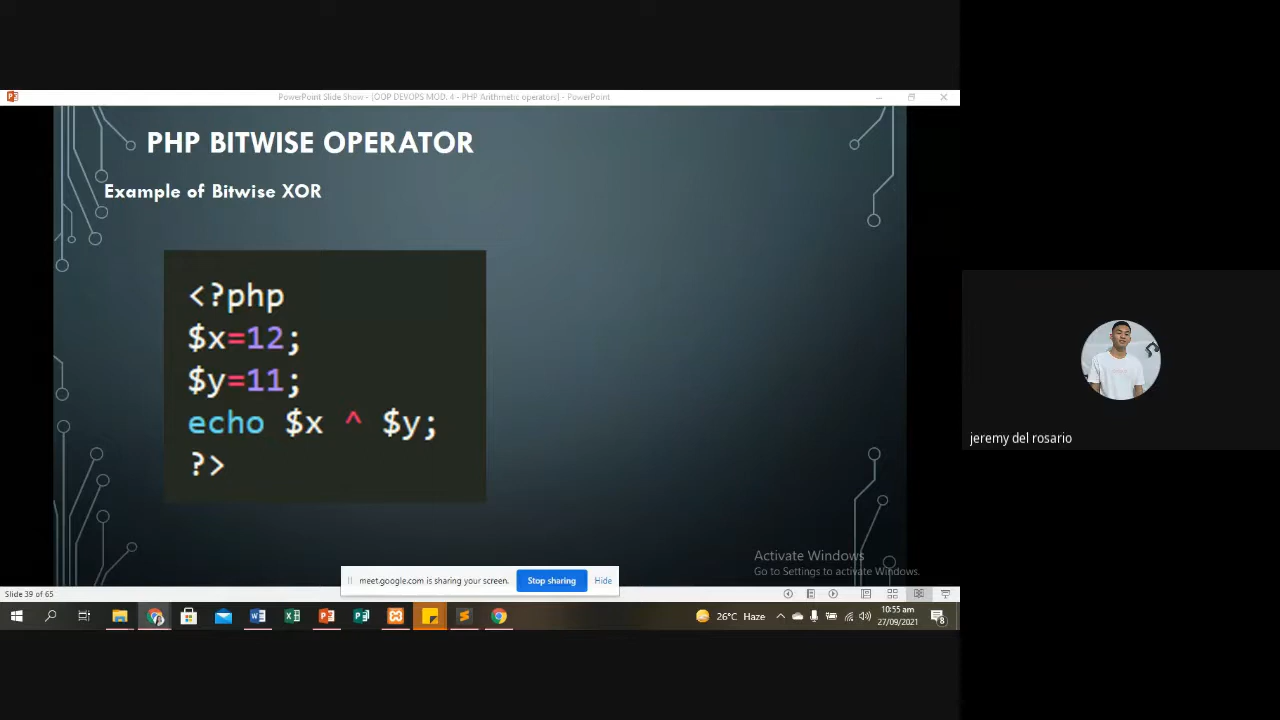 PowerPoint Slide Show - [OOP DEVOPS MOD. 4 - PHP Arithmetic operators] - PowerPoint
PHP BITWISE OPERATOR
Example of Bitwise XOR
<?php
$x=12;
$y=11;
echo $x ^ $y;
?>
jeremy del rosario
Activate Windows
Go to Settings to activate Windows.
meet.google.com is sharing your screen.
Stop sharing
Hide
Slide 39 of 65
26°C Haze
10:55 am
27/09/2021
8